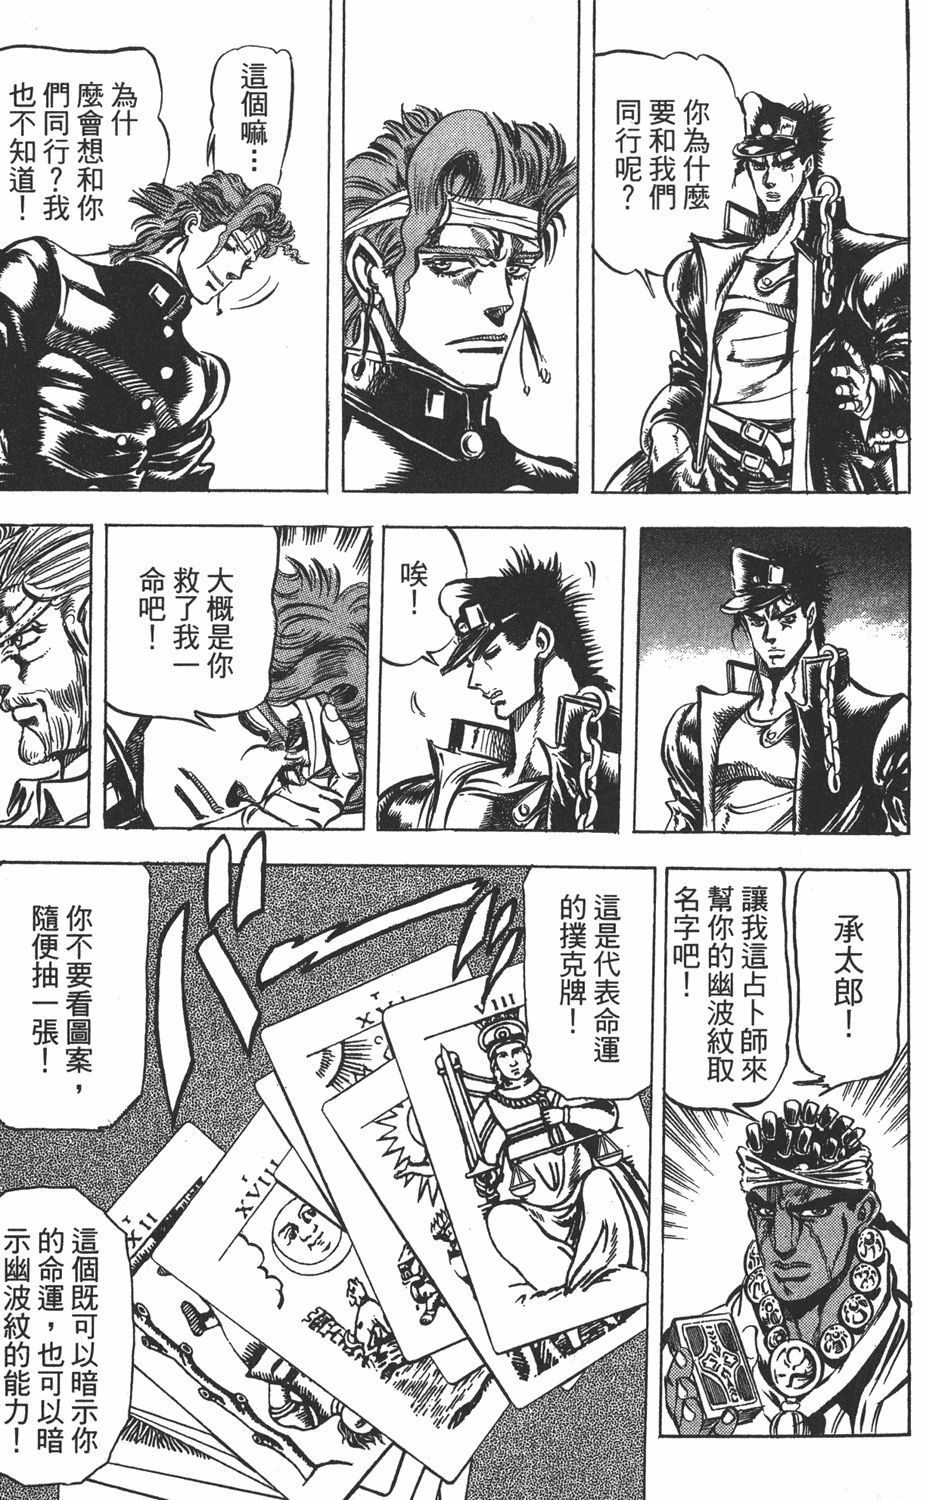 你為什麼
要和我們
同行呢？
這個嘛…
為什
麼會想和你
們同行？我
也不知道！
唉！
大概是你
救了我一
命吧！
承太郎！
讓我這占卜師來
幫你的幽波紋取
名字吧！
這是代表命運
的撲克牌！
你不要看圖案，
隨便抽一張！
這個既可以暗示你
的命運，也可以暗
示幽波紋的能力！
VIII
XVIII
XII